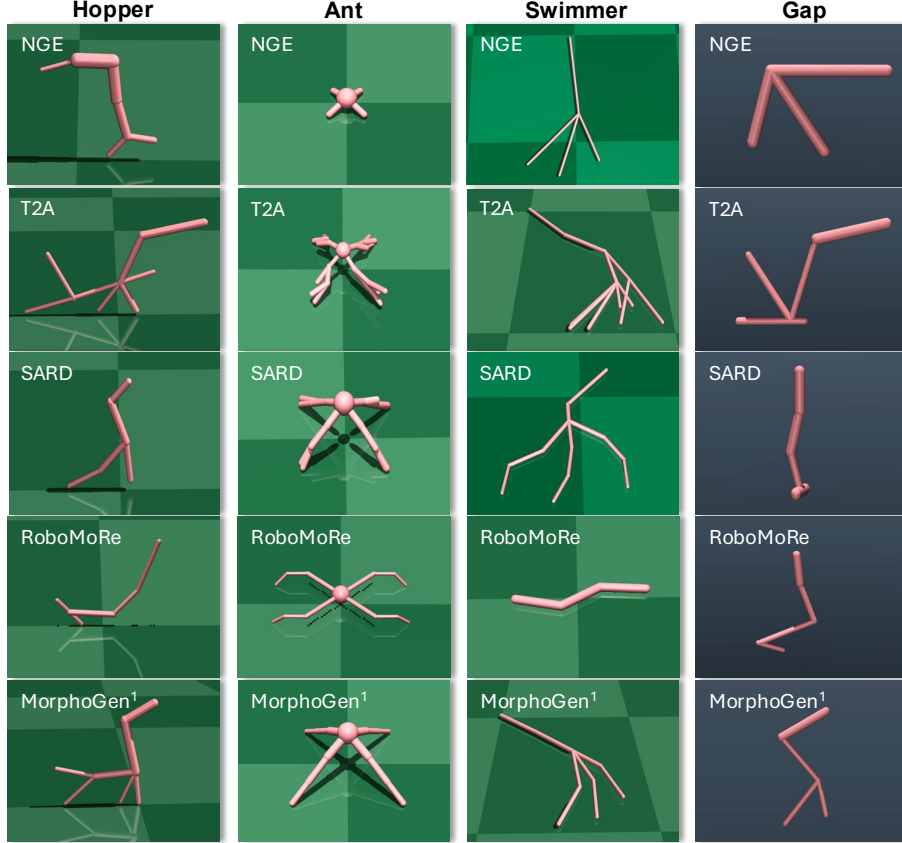 Hopper Ant Swimmer Gap
NGE NGE NGE NGE
T2A T2A T2A T2A
SARD SARD SARD SARD
RoboMoRe RoboMoRe RoboMoRe RoboMoRe
MorphoGen¹ MorphoGen¹ MorphoGen¹ MorphoGen¹